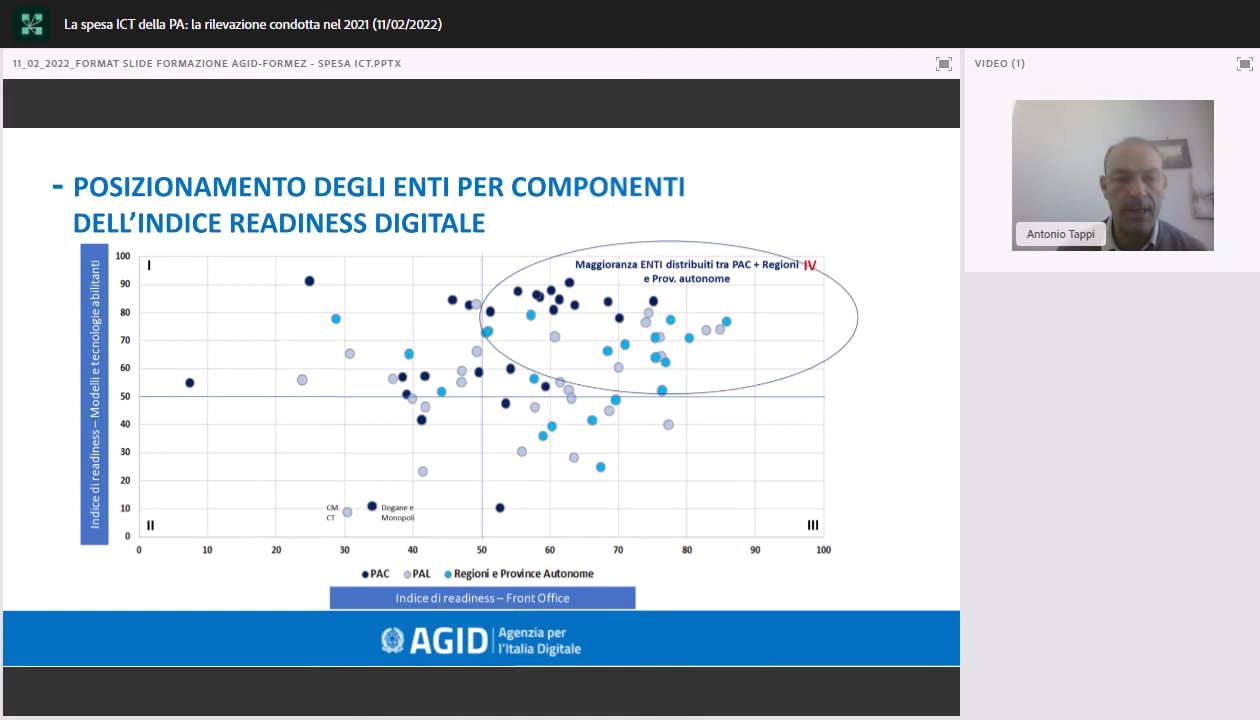 La spesa ICT della PA: la rilevazione condotta nel 2021 (11/02/2022)
11_02_2022_FORMAT SLIDE FORMAZIONE AGID-FORMEZ - SPESA ICT.PPTX
VIDEO (1)
Antonio Tappi
- POSIZIONAMENTO DEGLI ENTI PER COMPONENTI
DELL'INDICE READINESS DIGITALE
Indice di readiness – Modelli e tecnologie abilitanti
100
90
80
70
60
50
40
30
20
10
0
I
Maggioranza ENTI distribuiti tra PAC + Regioni
e Prov. autonome
IV
CM
CT
Dogane e
Monopoli
II
III
0 10 20 30 40 50 60 70 80 90 100
PAC PAL Regioni e Province Autonome
Indice di readiness – Front Office
AGID
Agenzia per
l'Italia Digitale